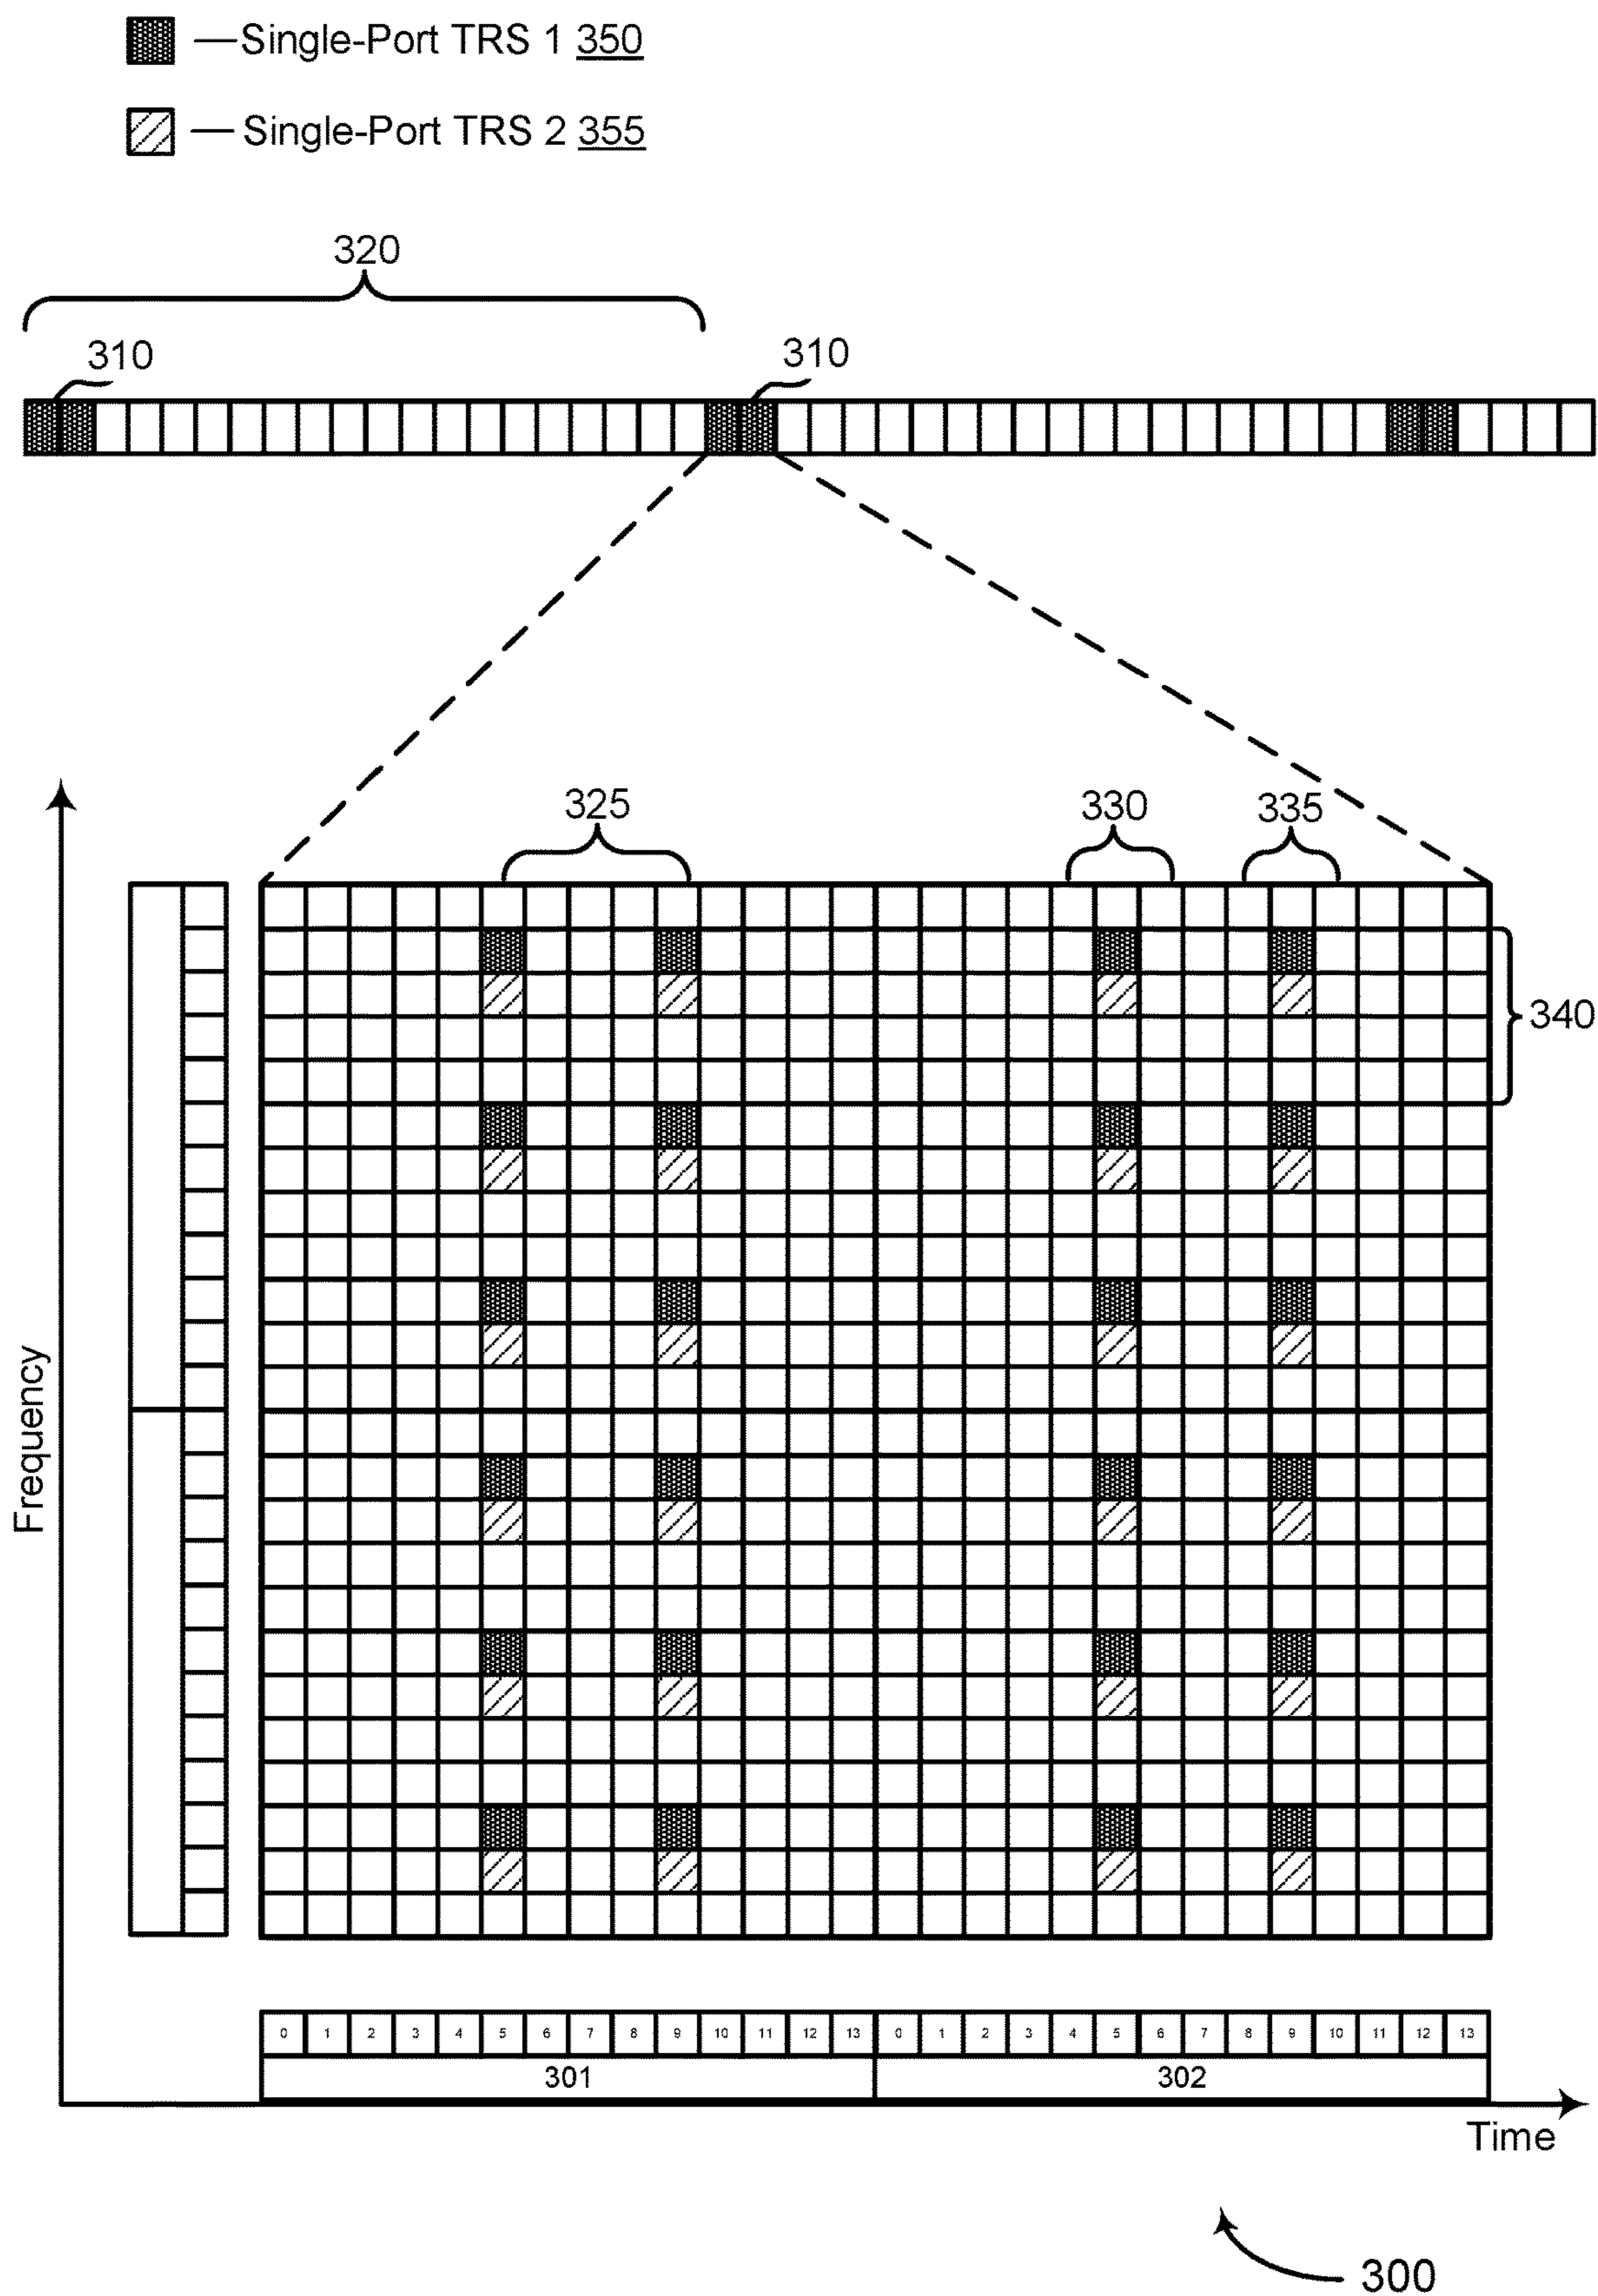 —Single-Port TRS 1 350
— Single-Port TRS 2 355
320
310 310
325 330 335
340
Frequency
0 1 2 3 4 5 6 7 8 9 10 11 12 13 0 1 2 3 4 5 6 7 8 9 10 11 12 13
301 302
Time
300